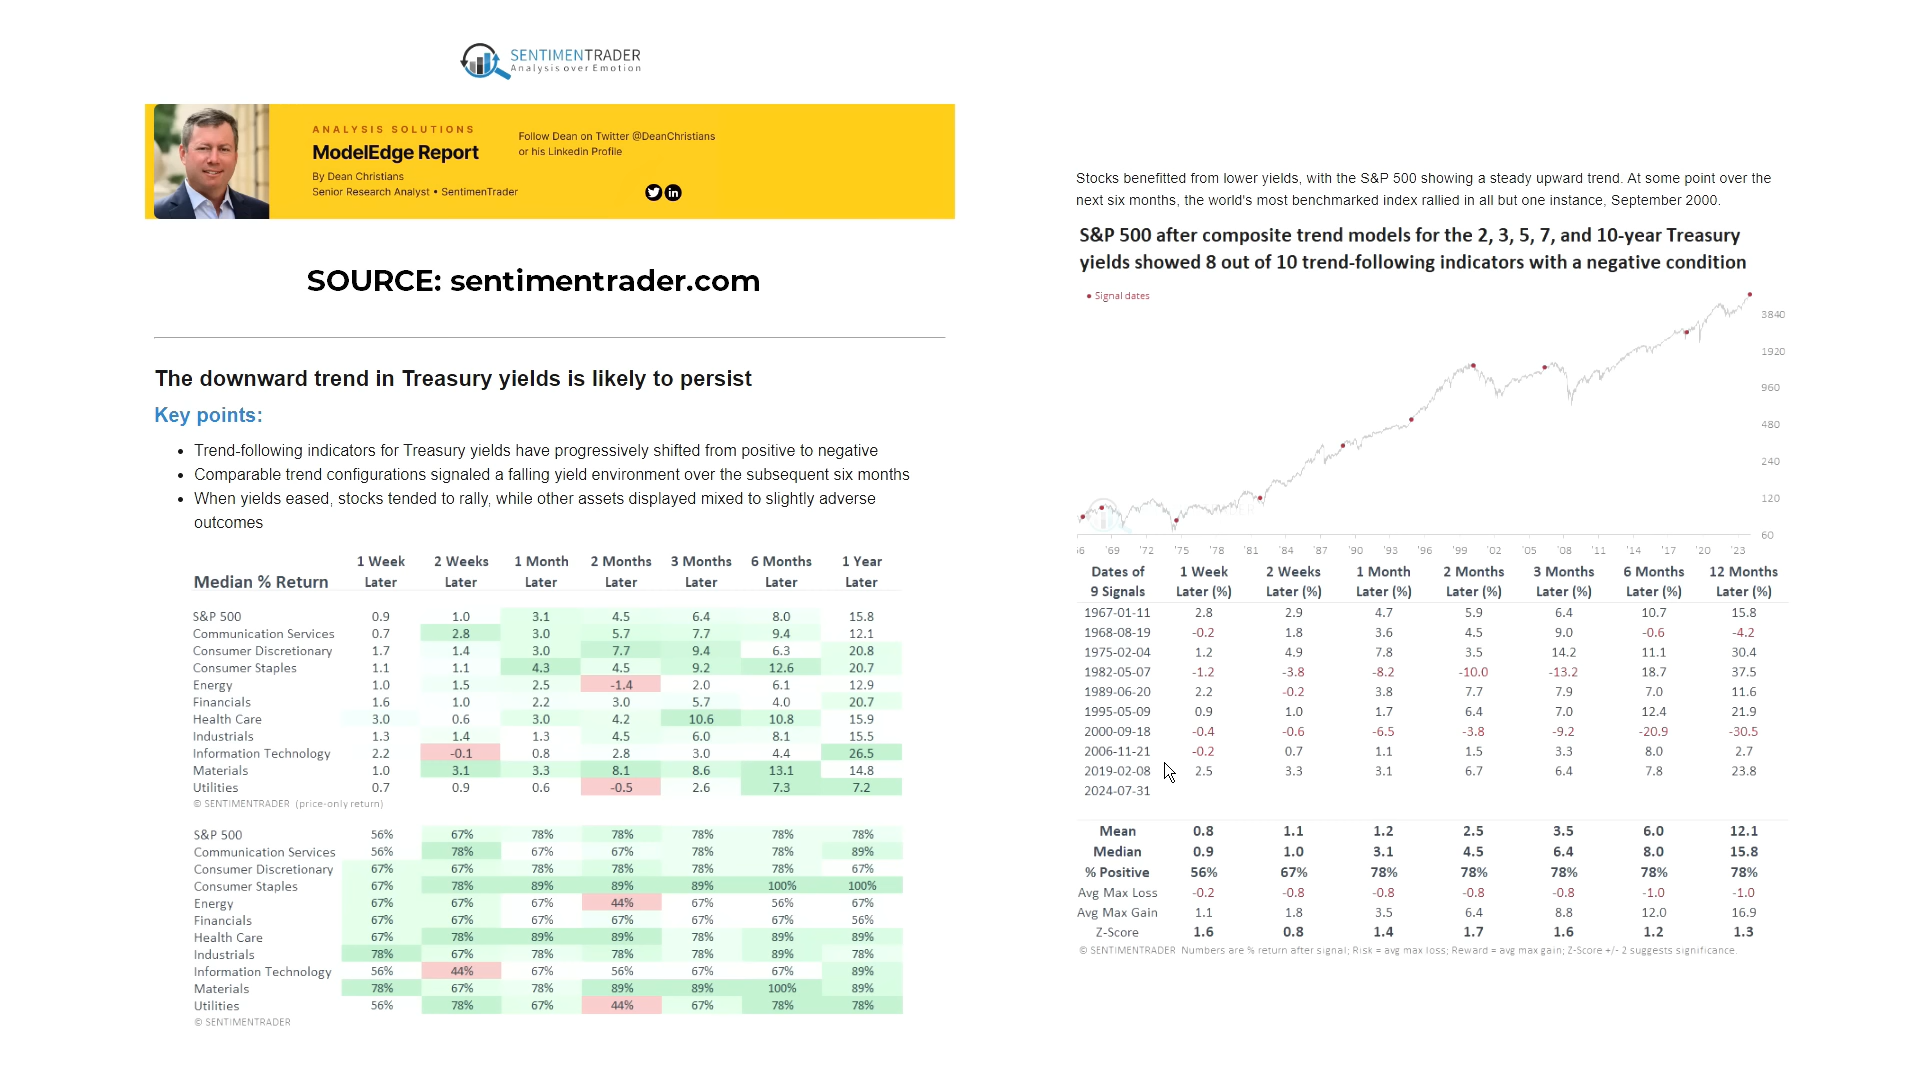 SENTIMENTRADER
Analysis over Emotion
ANALYSIS SOLUTIONS
ModelEdge Report
By Dean Christians
Senior Research Analyst • SentimenTrader
Follow Dean on Twitter @DeanChristians
or his Linkedin Profile
SOURCE: sentimentrader.com
The downward trend in Treasury yields is likely to persist
Key points:
• Trend-following indicators for Treasury yields have progressively shifted from positive to negative
• Comparable trend configurations signaled a falling yield environment over the subsequent six months
• When yields eased, stocks tended to rally, while other assets displayed mixed to slightly adverse
outcomes
1 Week 2 Weeks 1 Month 2 Months 3 Months 6 Months 1 Year
Median % Return Later Later Later Later Later Later Later
S&P 500 0.9 1.0 3.1 4.5 6.4 8.0 15.8
Communication Services 0.7 2.8 3.0 5.7 7.7 9.4 12.1
Consumer Discretionary 1.7 1.4 3.0 7.7 9.4 6.3 20.8
Consumer Staples 1.1 1.1 4.3 4.5 9.2 12.6 20.7
Energy 1.0 1.5 2.5 -1.4 2.0 6.1 12.9
Financials 1.6 1.0 2.2 3.0 5.7 4.0 20.7
Health Care 3.0 0.6 3.0 4.2 10.6 10.8 15.9
Industrials 1.3 1.4 1.3 4.5 6.0 8.1 15.5
Information Technology 2.2 -0.1 0.8 2.8 3.0 4.4 26.5
Materials 1.0 3.1 3.3 8.1 8.6 13.1 14.8
Utilities 0.7 0.9 0.6 -0.5 2.6 7.3 7.2
© SENTIMENTRADER (price-only return)
S&P 500 56% 67% 78% 78% 78% 78% 78%
Communication Services 56% 78% 67% 67% 78% 78% 89%
Consumer Discretionary 67% 67% 78% 78% 78% 78% 67%
Consumer Staples 67% 78% 89% 89% 89% 100% 100%
Energy 67% 67% 67% 44% 67% 56% 67%
Financials 67% 67% 67% 67% 67% 67% 56%
Health Care 67% 78% 89% 89% 78% 89% 89%
Industrials 78% 67% 78% 78% 78% 89% 78%
Information Technology 56% 44% 67% 56% 67% 67% 89%
Materials 78% 67% 78% 89% 89% 100% 89%
Utilities 56% 78% 67% 44% 67% 78% 78%
© SENTIMENTRADER
Stocks benefitted from lower yields, with the S&P 500 showing a steady upward trend. At some point over the
next six months, the world's most benchmarked index rallied in all but one instance, September 2000.
S&P 500 after composite trend models for the 2, 3, 5, 7, and 10-year Treasury
yields showed 8 out of 10 trend-following indicators with a negative condition
• Signal dates
3840
1920
960
480
240
120
60
'69 '72 '75 '78 '81 '84 '87 '90 '93 '96 '99 '02 '05 '08 '11 '14 '17 '20 '23
Dates of 1 Week 2 Weeks 1 Month 2 Months 3 Months 6 Months 12 Months
9 Signals Later (%) Later (%) Later (%) Later (%) Later (%) Later (%) Later (%)
1967-01-11 2.8 2.9 4.7 5.9 6.4 10.7 15.8
1968-08-19 -0.2 1.8 3.6 4.5 9.0 -0.6 -4.2
1975-02-04 1.2 4.9 7.8 3.5 14.2 11.1 30.4
1982-05-07 -1.2 -3.8 -8.2 -10.0 -13.2 18.7 37.5
1989-06-20 2.2 -0.2 3.8 7.7 7.9 7.0 11.6
1995-05-09 0.9 1.0 1.7 6.4 7.0 12.4 21.9
2000-09-18 -0.4 -0.6 -6.5 -3.8 -9.2 -20.9 -30.5
2006-11-21 -0.2 0.7 1.1 1.5 3.3 8.0 2.7
2019-02-08 2.5 3.3 3.1 6.7 6.4 7.8 23.8
2024-07-31
Mean 0.8 1.1 1.2 2.5 3.5 6.0 12.1
Median 0.9 1.0 3.1 4.5 6.4 8.0 15.8
% Positive 56% 67% 78% 78% 78% 78% 78%
Avg Max Loss -0.2 -0.8 -0.8 -0.8 -0.8 -1.0 -1.0
Avg Max Gain 1.1 1.8 3.5 6.4 8.8 12.0 16.9
Z-Score 1.6 0.8 1.4 1.7 1.6 1.2 1.3
© SENTIMENTRADER Numbers are % return after signal; Risk = avg max loss; Reward = avg max gain; Z-Score +/- 2 suggests significance.